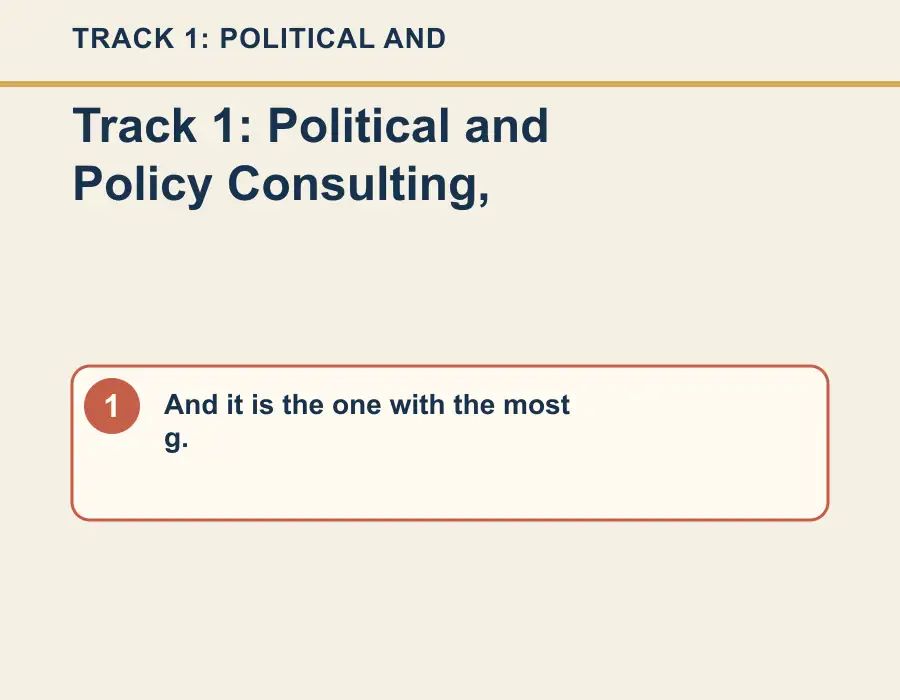 TRACK 1: POLITICAL AND
Track 1: Political and
Policy Consulting,
1
And it is the one with the most
g.